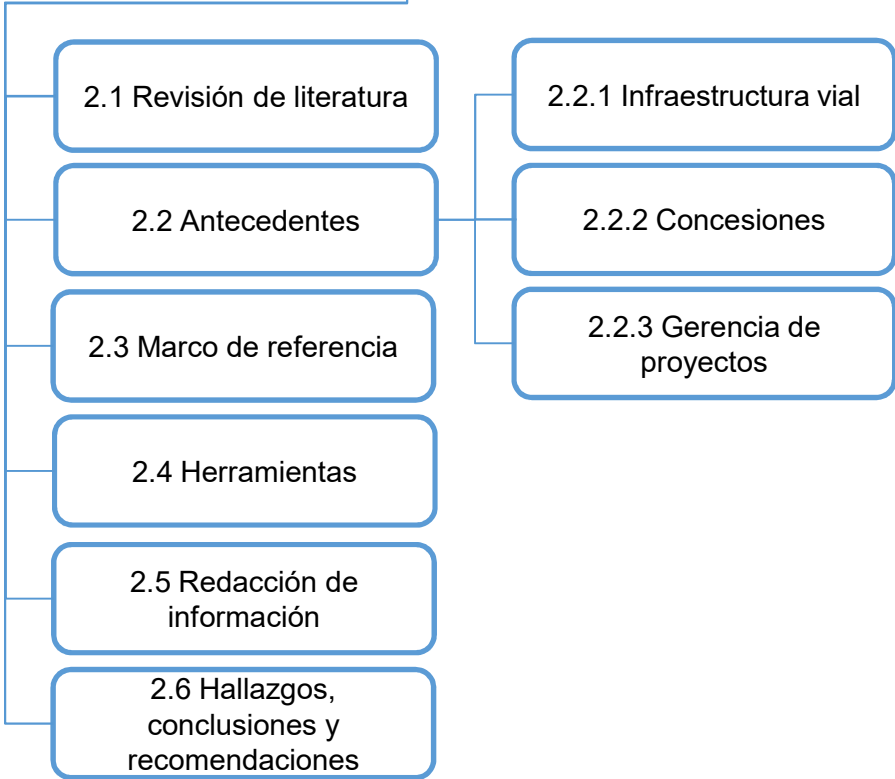 2.1 Revisión de literatura
2.2 Antecedentes
2.2.1 Infraestructura vial
2.2.2 Concesiones
2.2.3 Gerencia de
proyectos
2.3 Marco de referencia
2.4 Herramientas
2.5 Redacción de
información
2.6 Hallazgos,
conclusiones y
recomendaciones